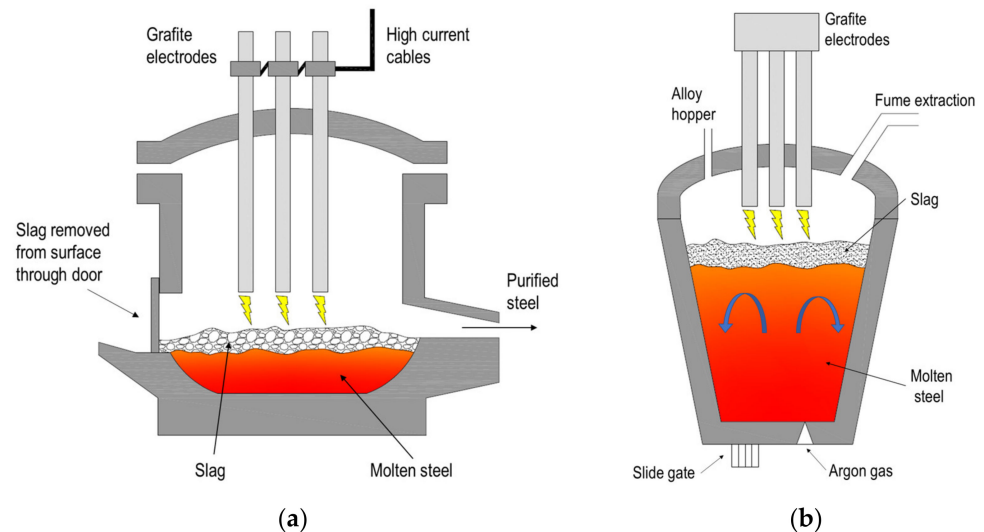 Grafite
electrodes
High current
cables
Slag removed
from surface
through door
Purified
steel
Slag
Molten steel
(a)
Grafite
electrodes
Alloy
hopper
Fume extraction
Slag
Molten
steel
Slide gate
Argon gas
(b)